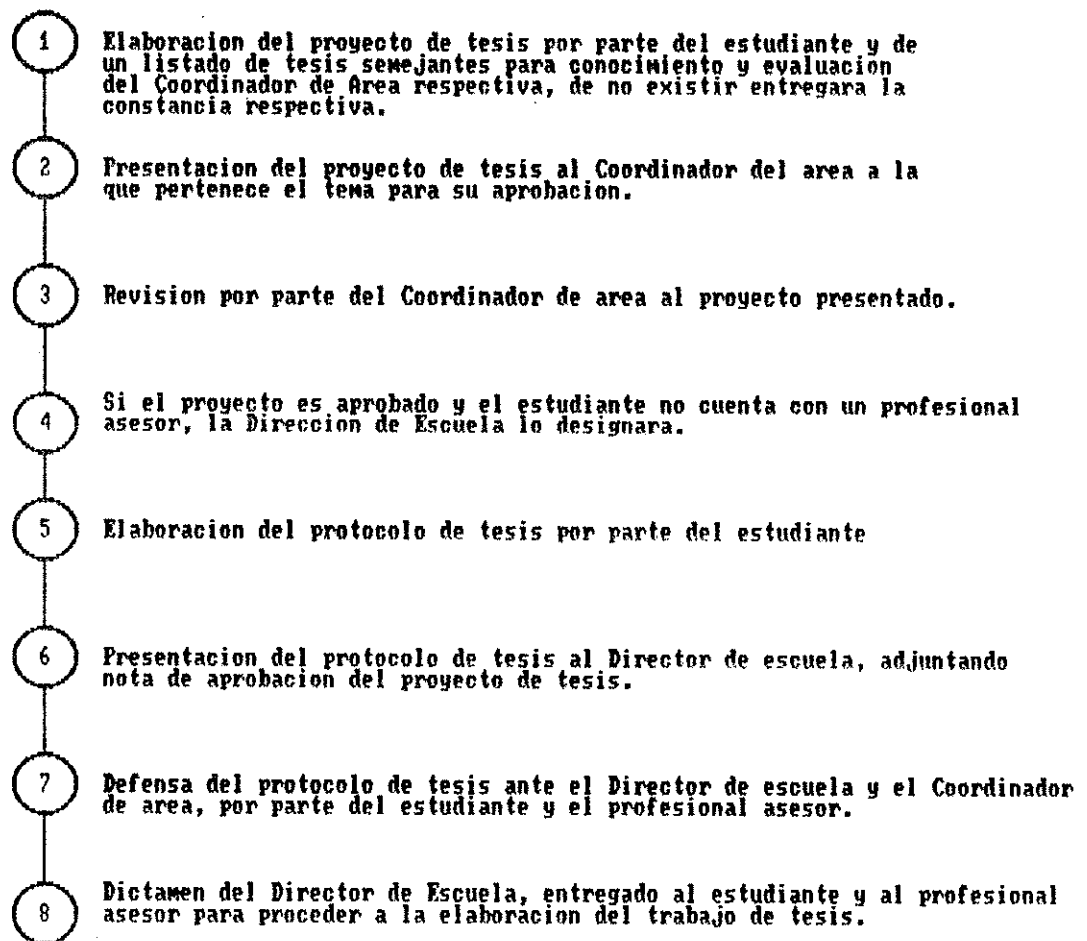 1
Elaboracion del proyecto de tesis por parte del estudiante y de
un listado de tesis semejantes para conocimiento y evaluacion
del Coordinador de Area respectiva, de no existir entregara la
constancia respectiva.
2
Presentacion del proyecto de tesis al Coordinador del area a la
que pertenece el tema para su aprobacion.
3
Revision por parte del Coordinador de area al proyecto presentado.
4
Si el proyecto es aprobado y el estudiante no cuenta con un profesional
asesor, la Direccion de Escuela lo designara.
5
Elaboracion del protocolo de tesis por parte del estudiante
6
Presentacion del protocolo de tesis al Director de escuela, adjuntando
nota de aprobacion del proyecto de tesis.
7
Defensa del protocolo de tesis ante el Director de escuela y el Coordinador
de area, por parte del estudiante y el profesional asesor.
8
Dictamen del Director de Escuela, entregado al estudiante y al profesional
asesor para proceder a la elaboracion del trabajo de tesis.